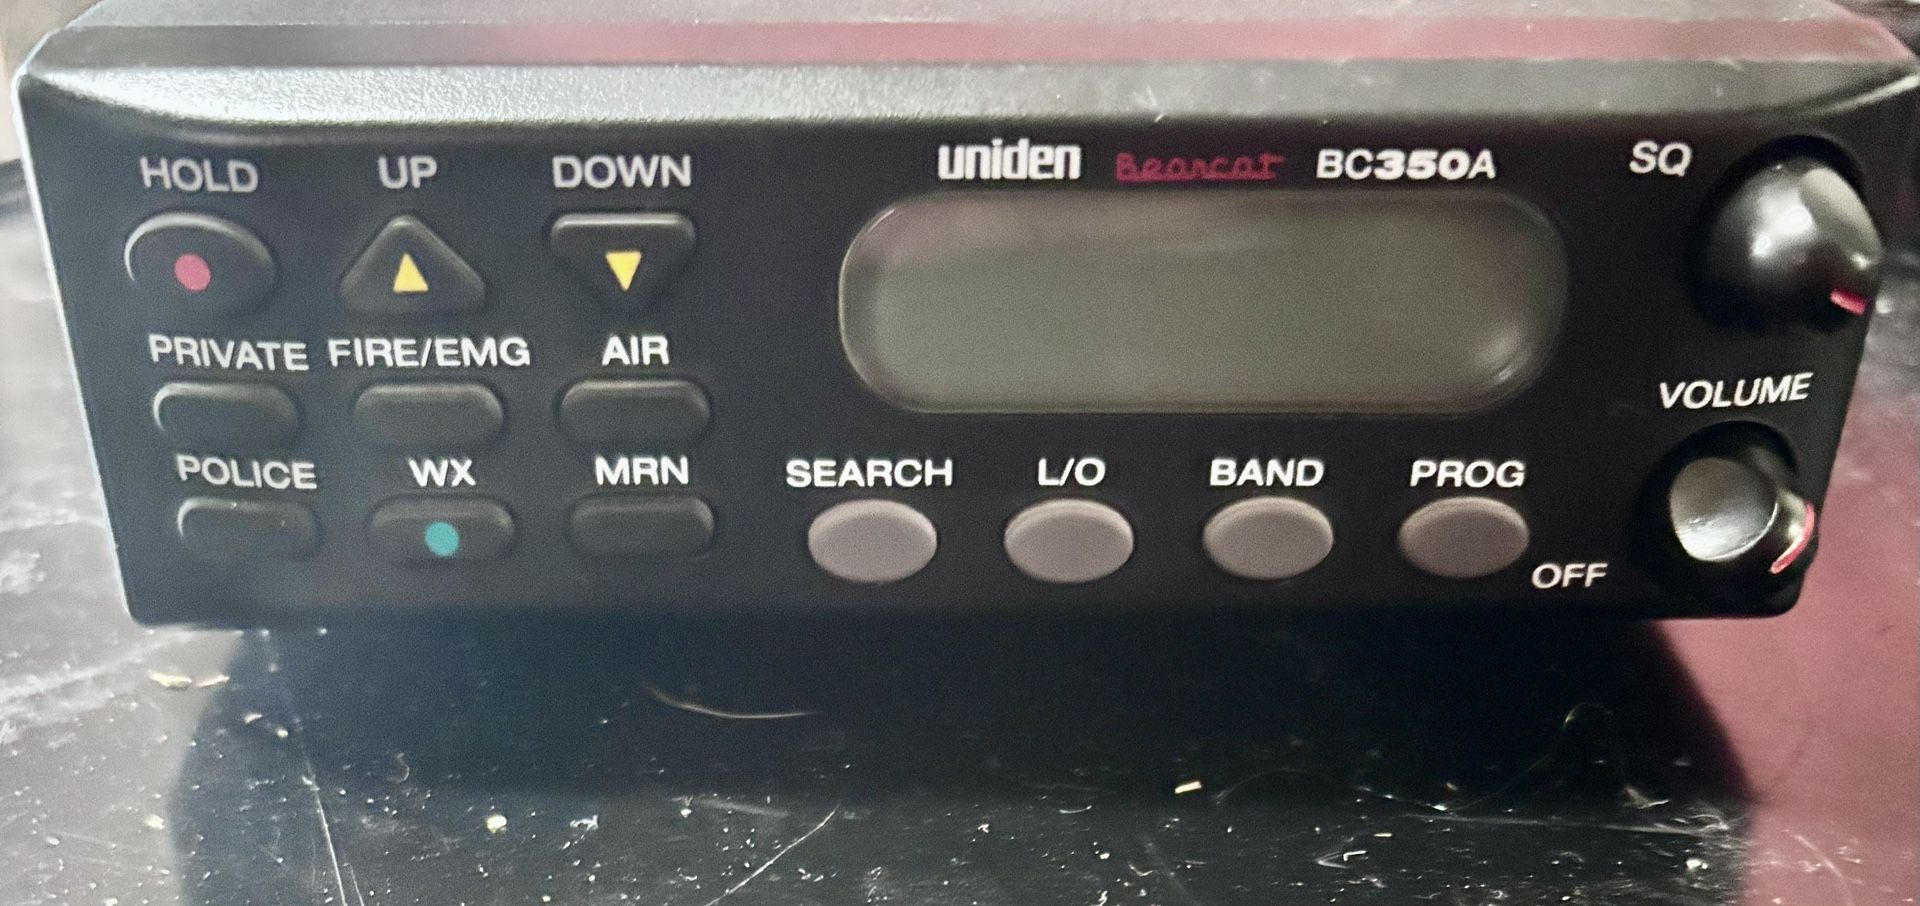 HOLD UP DOWN
uniden Bearcat BC350A
SQ
PRIVATE FIRE/EMG AIR
VOLUME
POLICE WX MRN
SEARCH L/O BAND PROG
OFF